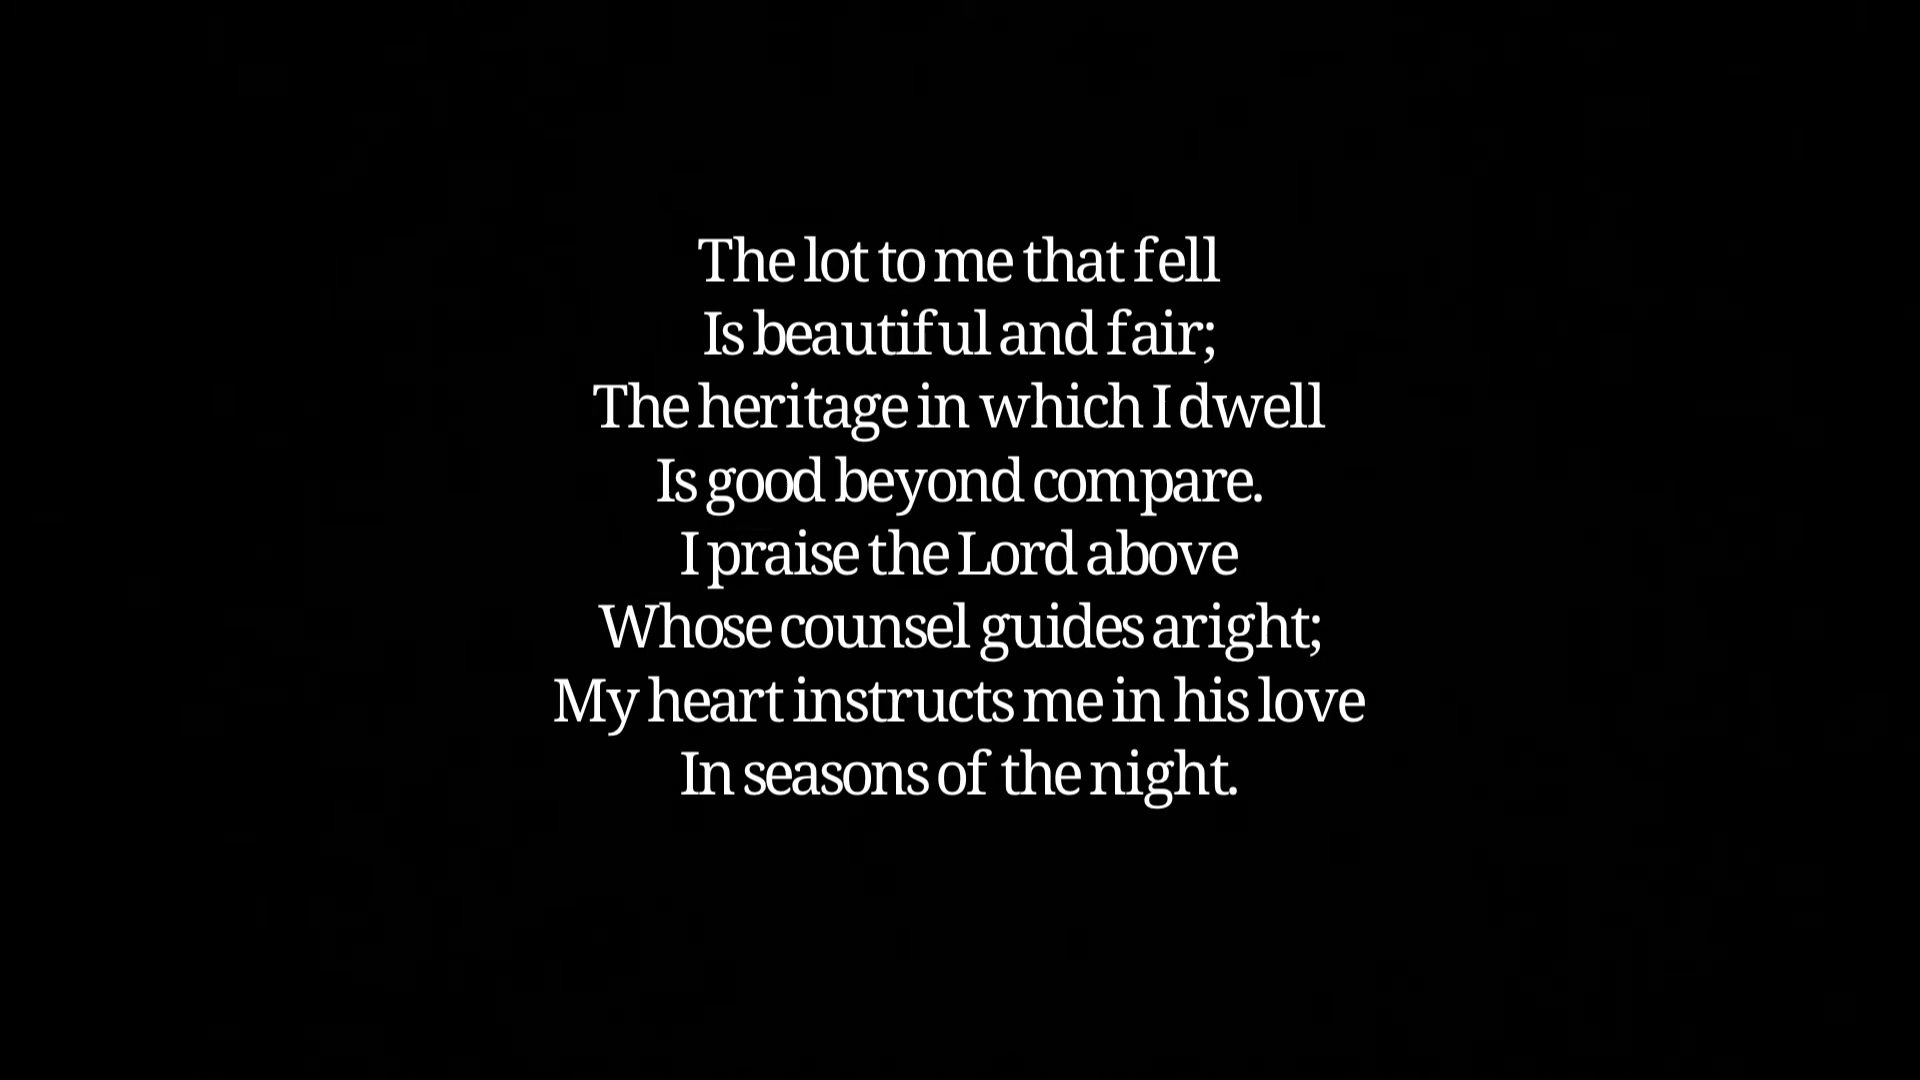 The lot to me that fell
Is beautiful and fair;
The heritage in which I dwell
Is good beyond compare.
I praise the Lord above
Whose counsel guides aright;
My heart instructs me in his love
In seasons of the night.